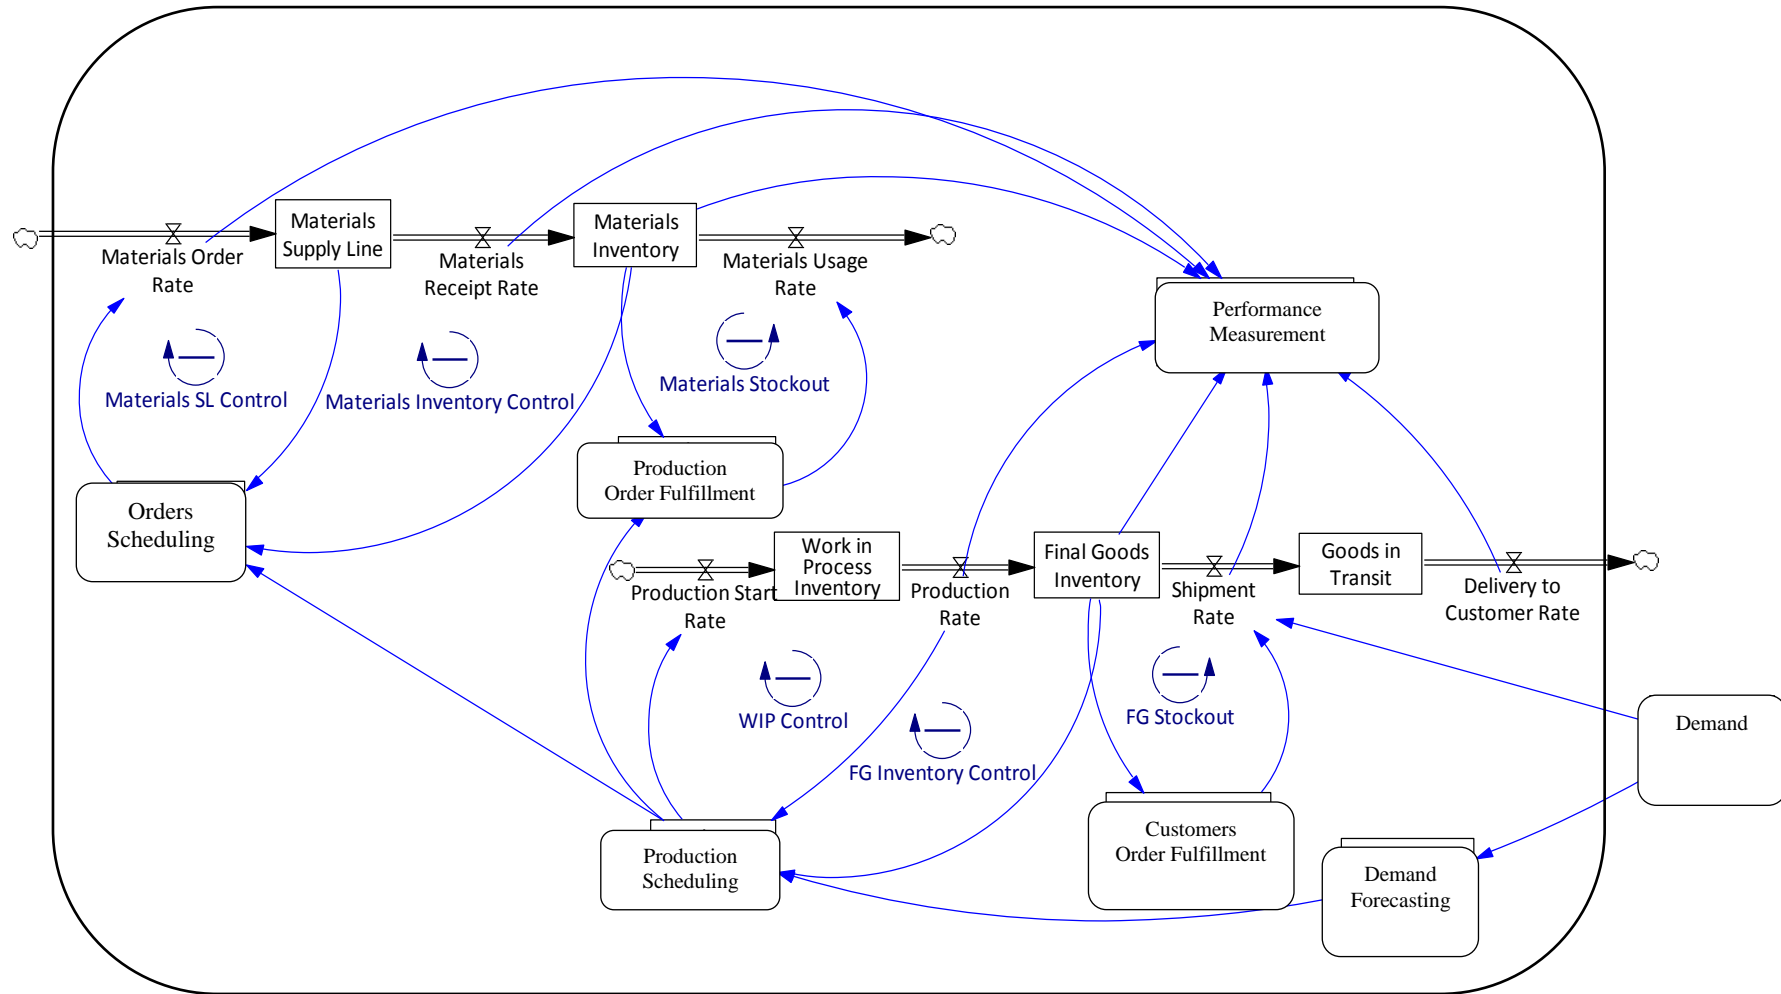 Materials
Supply Line
Materials
Inventory
Materials Order
Rate
Materials
Receipt Rate
Materials Usage
Rate
Performance
Measurement
Materials SL Control
Materials Inventory Control
Materials Stockout
Production
Order Fulfillment
Orders
Scheduling
Work in
Process
Inventory
Final Goods
Inventory
Goods in
Transit
Production Start
Rate
Production
Rate
Shipment
Rate
Delivery to
Customer Rate
WIP Control
FG Inventory Control
FG Stockout
Demand
Production
Scheduling
Customers
Order Fulfillment
Demand
Forecasting